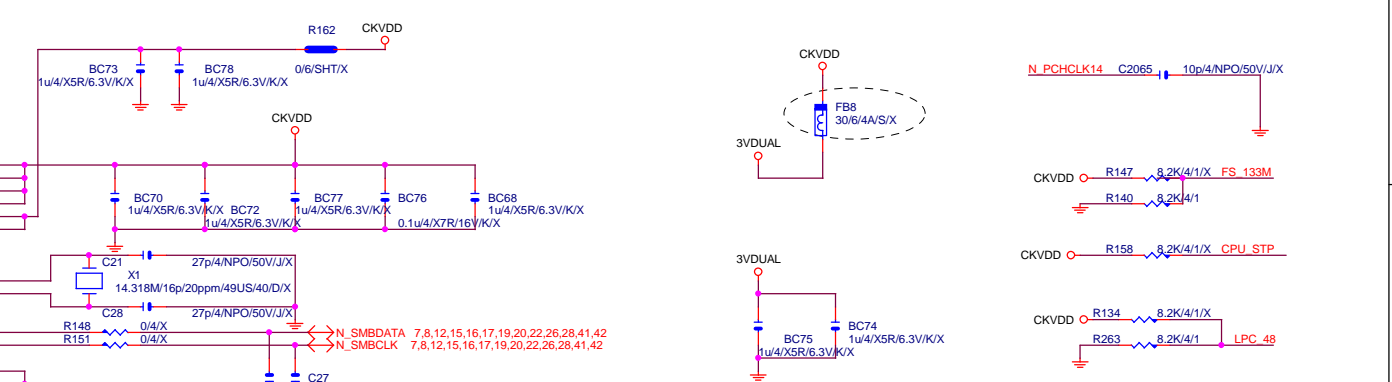 R162
CKVDD
0/6/SHT/X
BC73
1u/4/X5R/6.3V/K/X
BC78
1u/4/X5R/6.3V/K/X
CKVDD
BC70
1u/4/X5R/6.3V/K/X
BC72
1u/4/X5R/6.3V/K/X
BC77
1u/4/X5R/6.3V/K/X
BC76
0.1u/4/X7R/16V/K/X
BC68
1u/4/X5R/6.3V/K/X
C21
27p/4/NPO/50V/J/X
X1
14.318M/16p/20ppm/49US/40/D/X
C28
27p/4/NPO/50V/J/X
R148 0/4/X N_SMBDATA 7,8,12,15,16,17,19,20,22,26,28,41,42
R151 0/4/X N_SMBCLK 7,8,12,15,16,17,19,20,22,26,28,41,42
C27
CKVDD
FB8
30/6/4A/S/X
3VDUAL
3VDUAL
BC75
1u/4/X5R/6.3V/K/X
BC74
1u/4/X5R/6.3V/K/X
N_PCHCLK14 C2065 10p/4/NPO/50V/J/X
CKVDD R147 8.2K/4/1/X FS_133M
R140 8.2K/4/1
CKVDD R158 8.2K/4/1/X CPU_STP
CKVDD R134 8.2K/4/1/X
R263 8.2K/4/1 LPC_48